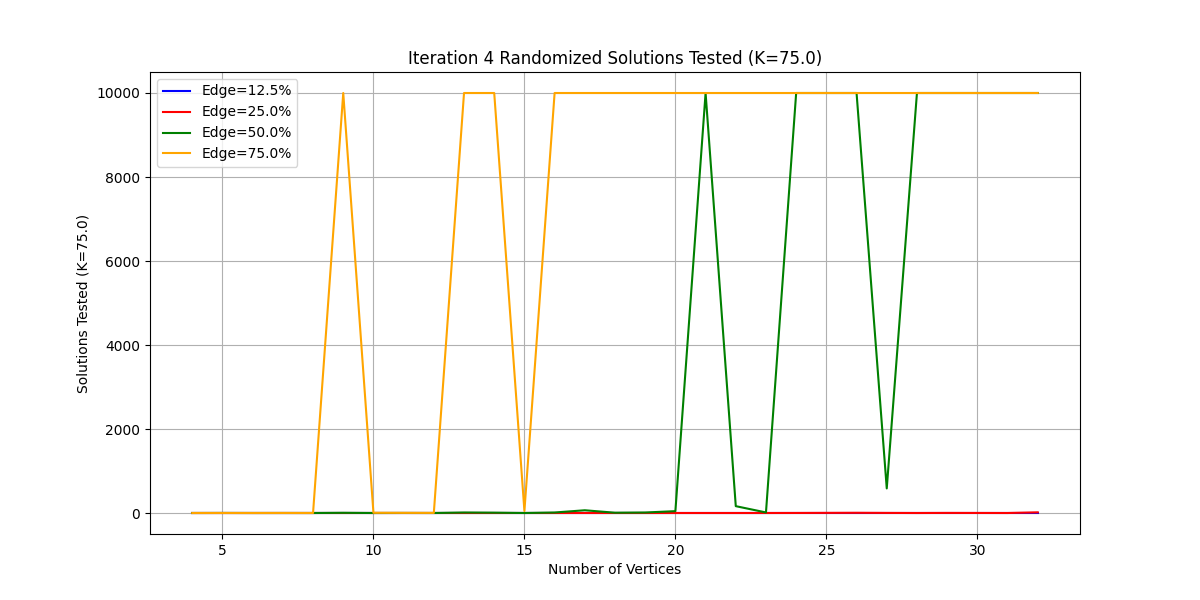 Iteration 4 Randomized Solutions Tested (K=75.0)
Edge=12.5%
Edge=25.0%
Edge=50.0%
Edge=75.0%
Solutions Tested (K=75.0)
10000
8000
6000
4000
2000
0
5 10 15 20 25 30
Number of Vertices